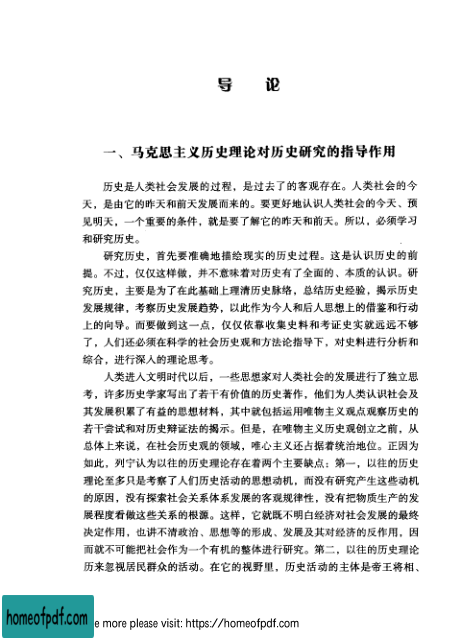 导 论
一、马克思主义历史理论对历史研究的指导作用
历史是人类社会发展的过程，是过去了的客观存在。人类社会的今
天，是由它的昨天和前天发展而来的。要更好地认识人类社会的今天、预
见明天，一个重要的条件，就是要了解它的昨天和前天。所以，必须学习
和研究历史。
研究历史，首先要准确地描绘现实的历史过程。这是认识历史的前
提。不过，仅仅这样做，并不意味着对历史有了全面的、本质的认识。研
究历史，主要是为了在此基础上理清历史脉络，总结历史经验，揭示历史
发展规律，考察历史发展趋势，以此作为今人和后人思想上的借鉴和行动
上的向导。而要做到这一点，仅仅依靠收集史料和考证史实就远远不够
了，人们还必须在科学的社会历史观和方法论指导下，对史料进行分析和
综合，进行深入的理论思考。
人类进入文明时代以后，一些思想家对人类社会的发展进行了独立思
考，许多历史学家写出了若干有价值的历史著作，他们为人类认识社会及
其发展积累了有益的思想材料，其中就包括运用唯物主义观点观察历史的
若干尝试和对历史辩证法的揭示。但是，在唯物主义历史观创立之前，从
总体上来说，在社会历史观的领域，唯心主义还占据着统治地位。正因为
如此，列宁认为以往的历史理论存在着两个主要缺点：第一，以往的历史
理论至多只是考察了人们历史活动的思想动机，而没有研究产生这些动机
的原因，没有探索社会关系体系发展的客观规律性，没有把物质生产的发
展程度看做这些关系的根源。这样，它就既不明白经济对社会发展的最终
决定作用，也讲不清政治、思想等的形成、发展及其对经济的反作用，因
而就不可能把社会作为一个有机的整体进行研究。第二，以往的历史理论
历来忽视居民群众的活动。在它的视野里，历史活动的主体是帝王将相、
homeofpdf.com
e more please visit: https://homeofpdf.com